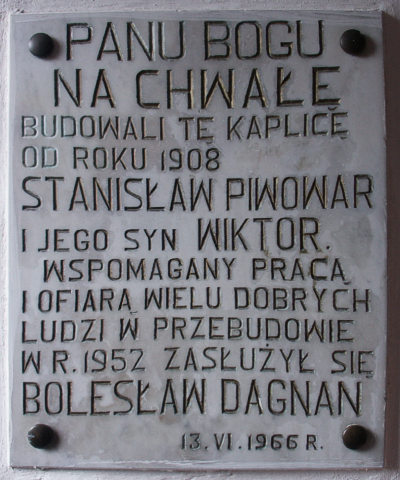 PANU BOGU
NA CHWAŁĘ
BUDOWALI TĘ KAPLICĘ
OD ROKU 1908
STANISŁAW PIWOWAR
I JEGO SYN WIKTOR.
WSPOMAGANY PRACĄ
I OFIARĄ WIELU DOBRYCH
LUDZI W PRZEBUDOWIE
W R. 1952 ZASŁUŻYŁ SIĘ
BOLESŁAW DAGNAN
13. VI. 1966 R.